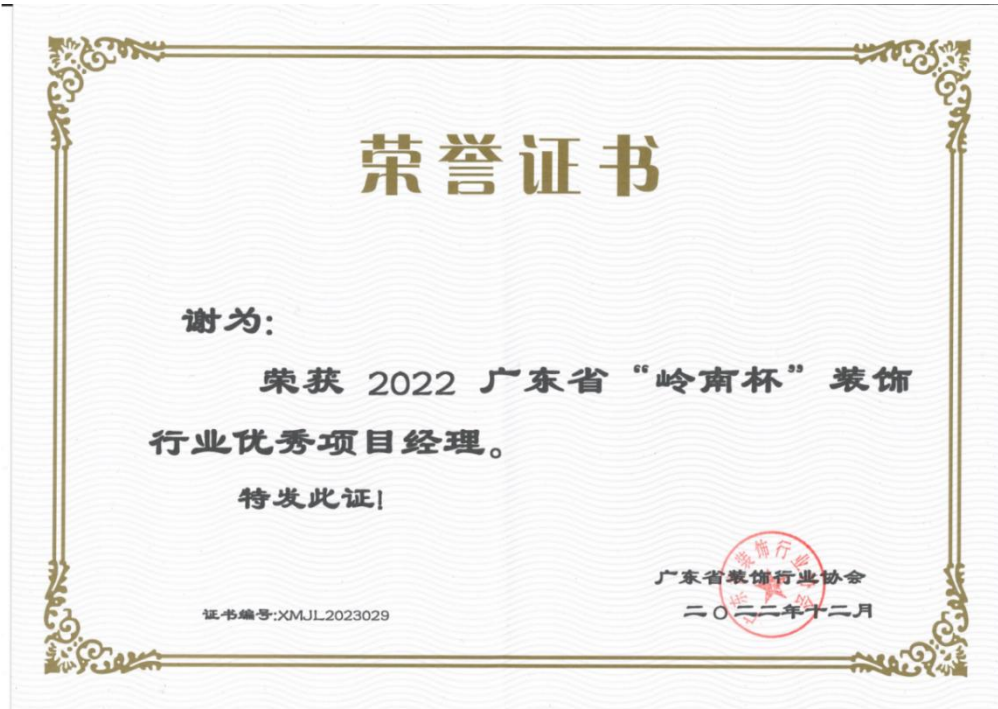 荣誉证书
谢为:
荣获 2022 广东省“岭南杯”装饰
行业优秀项目经理。
特发此证!
广东省装饰行业协会
证书编号:XMJL2023029
二〇二二年十二月